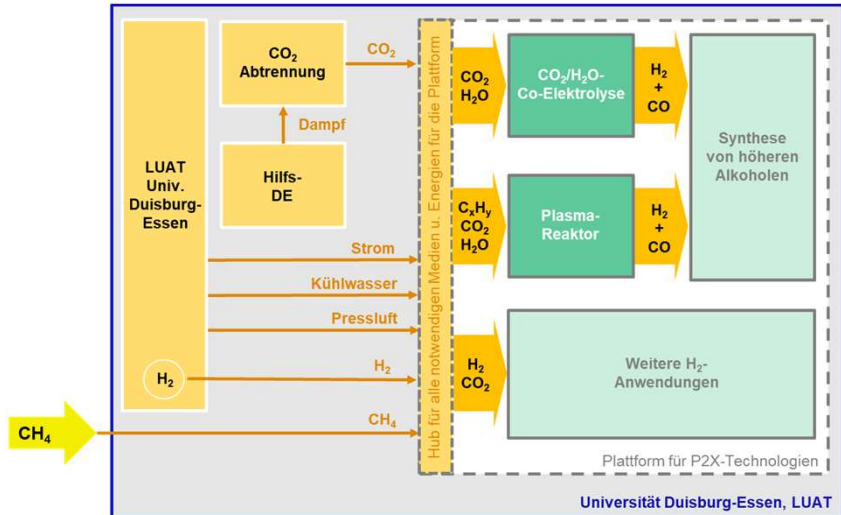 LUAT
Univ.
Duisburg-
Essen
H₂
CO₂
Abtrennung
CO₂
Dampf
Hilfs-
DE
Strom
Kühlwasser
Pressluft
H₂
CH₄
CH₄
Hub für alle notwendigen Medien u. Energien für die Plattform
CO₂
H₂O
CO₂/H₂O-
Co-Elektrolyse
H₂
+
CO
Synthese
von höheren
Alkoholen
CₓHᵧ
CO₂
H₂O
Plasma-
Reaktor
H₂
+
CO
H₂
CO₂
Weitere H₂-
Anwendungen
Plattform für P2X-Technologien
Universität Duisburg-Essen, LUAT